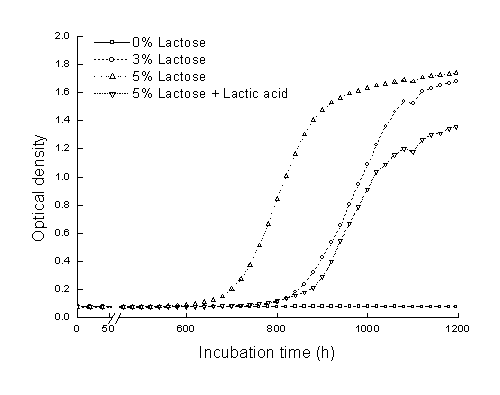 2.0
1.8
1.6
1.4
1.2
1.0
0.8
0.6
0.4
0.2
0.0
Optical density
0% Lactose
3% Lactose
5% Lactose
5% Lactose + Lactic acid
0 50 600 800 1000 1200
Incubation time (h)